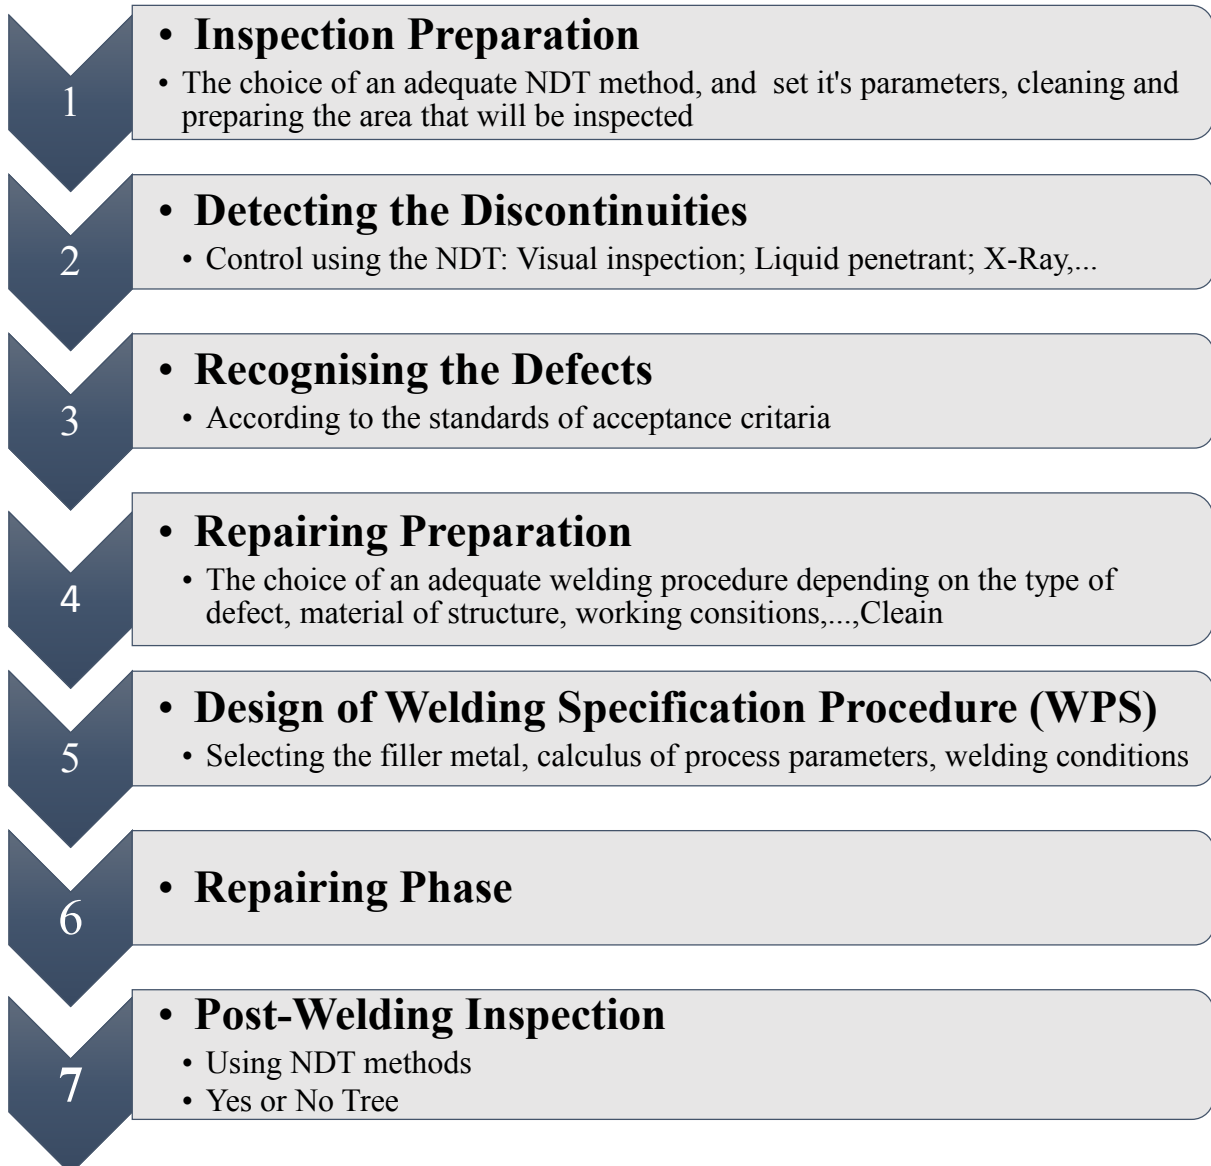 1
• Inspection Preparation
• The choice of an adequate NDT method, and  set it's parameters, cleaning and
preparing the area that will be inspected
2
• Detecting the Discontinuities
• Control using the NDT: Visual inspection; Liquid penetrant; X-Ray,...
3
• Recognising the Defects
• According to the standards of acceptance critaria
4
• Repairing Preparation
• The choice of an adequate welding procedure depending on the type of
defect, material of structure, working consitions,...,Cleain
5
• Design of Welding Specification Procedure (WPS)
• Selecting the filler metal, calculus of process parameters, welding conditions
6
• Repairing Phase
7
• Post-Welding Inspection
• Using NDT methods
• Yes or No Tree